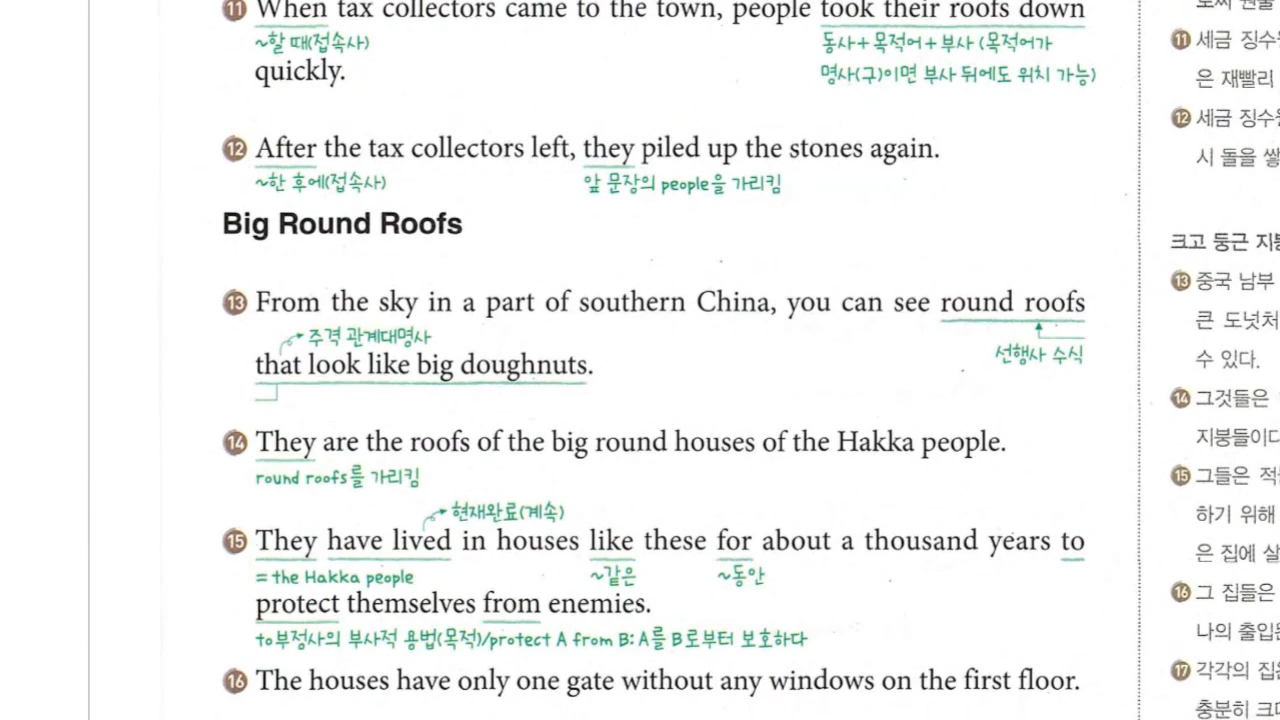 ⑪ When tax collectors came to the town, people took their roofs down
~할 때(접속사)
동사+목적어+부사 (목적어가
quickly.
명사(구)이면 부사 뒤에도 위치 가능)
⑫ After the tax collectors left, they piled up the stones again.
~한 후에(접속사)
앞 문장의 people을 가리킴
Big Round Roofs
⑬ From the sky in a part of southern China, you can see round roofs
주격 관계대명사
선행사 수식
that look like big doughnuts.
⑭ They are the roofs of the big round houses of the Hakka people.
round roofs를 가리킴
현재완료(계속)
⑮ They have lived in houses like these for about a thousand years to
= the Hakka people
~같은
~동안
protect themselves from enemies.
to부정사의 부사적 용법(목적)/protect A from B: A를 B로부터 보호하다
⑯ The houses have only one gate without any windows on the first floor.
⑪ 세금
은 재빨리
⑫ 세금
시 돌을
크고 둥근
⑬ 중국 남부
큰 도넛처
수 있다.
⑭ 그것들은
지붕들이다
⑮ 그들은
하기 위해
은 집에
⑯ 그 집들은
나의
⑰ 각각의
충분히